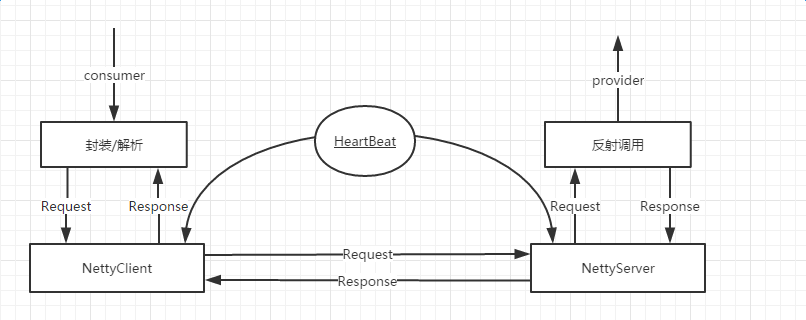 consumer
provider
封装/解析
HeartBeat
反射调用
Request
Response
Request
Response
NettyClient
Request
Response
NettyServer